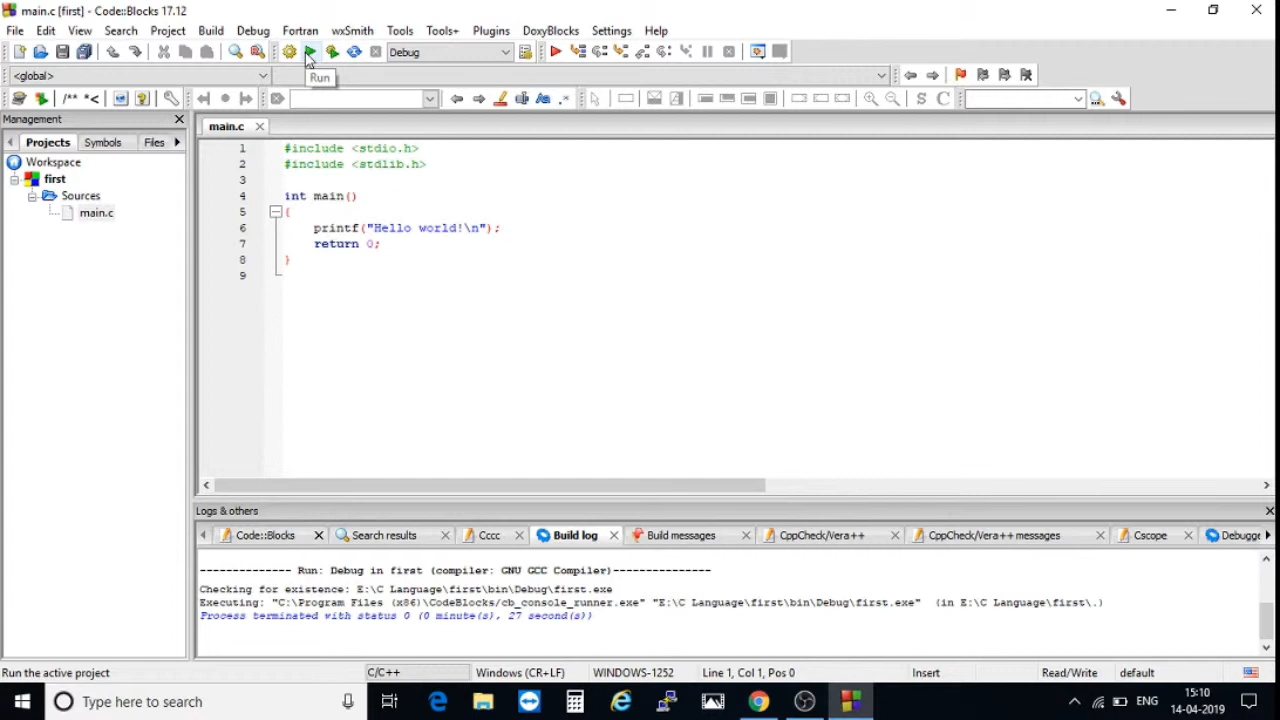 main.c [first] - Code::Blocks 17.12
File Edit View Search Project Build Debug Fortran wxSmith Tools Tools+ Plugins DoxyBlocks Settings Help
Debug
<global>
Run
/** *<
S C
Management
main.c
Projects Symbols Files
Workspace
first
Sources
main.c
1 #include <stdio.h>
2 #include <stdlib.h>
3
4 int main()
5 {
6 printf("Hello world!\n");
7 return 0;
8 }
9
Logs & others
Code::Blocks Search results Cccc Build log Build messages CppCheck/Vera++ CppCheck/Vera++ messages Cscope Debugge
-------------- Run: Debug in first (compiler: GNU GCC Compiler)---------------
Checking for existence: E:\C Language\first\bin\Debug\first.exe
Executing: "C:\Program Files (x86)\CodeBlocks/cb_console_runner.exe" "E:\C Language\first\bin\Debug\first.exe" (in E:\C Language\first\.)
Process terminated with status 0 (0 minute(s), 27 second(s))
Run the active project C/C++ Windows (CR+LF) WINDOWS-1252 Line 1, Col 1, Pos 0 Insert Read/Write default
Type here to search
ENG
15:10
14-04-2019